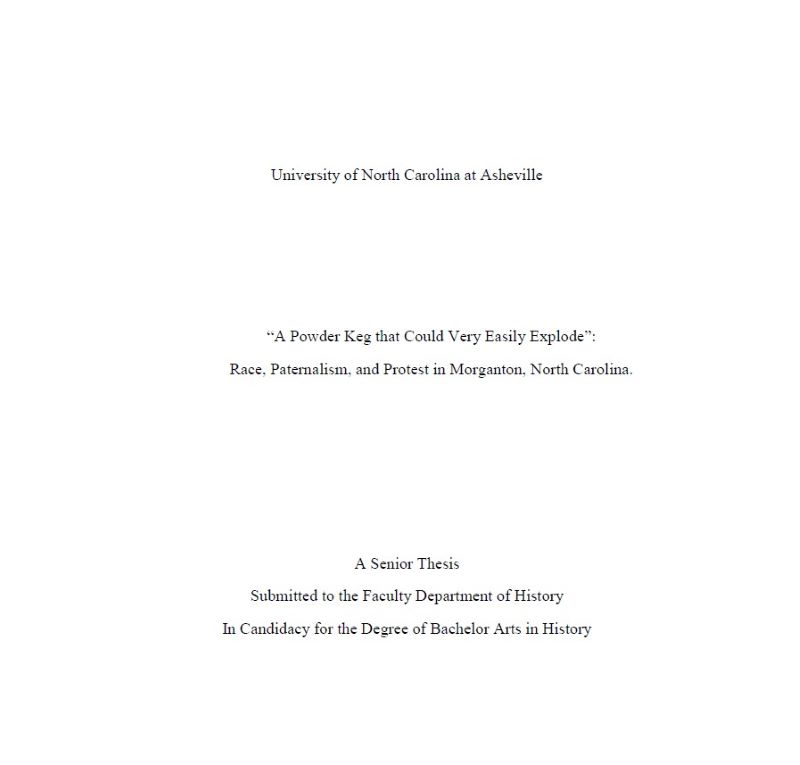 University of North Carolina at Asheville
“A Powder Keg that Could Very Easily Explode”:
Race, Paternalism, and Protest in Morganton, North Carolina.
A Senior Thesis
Submitted to the Faculty Department of History
In Candidacy for the Degree of Bachelor Arts in History